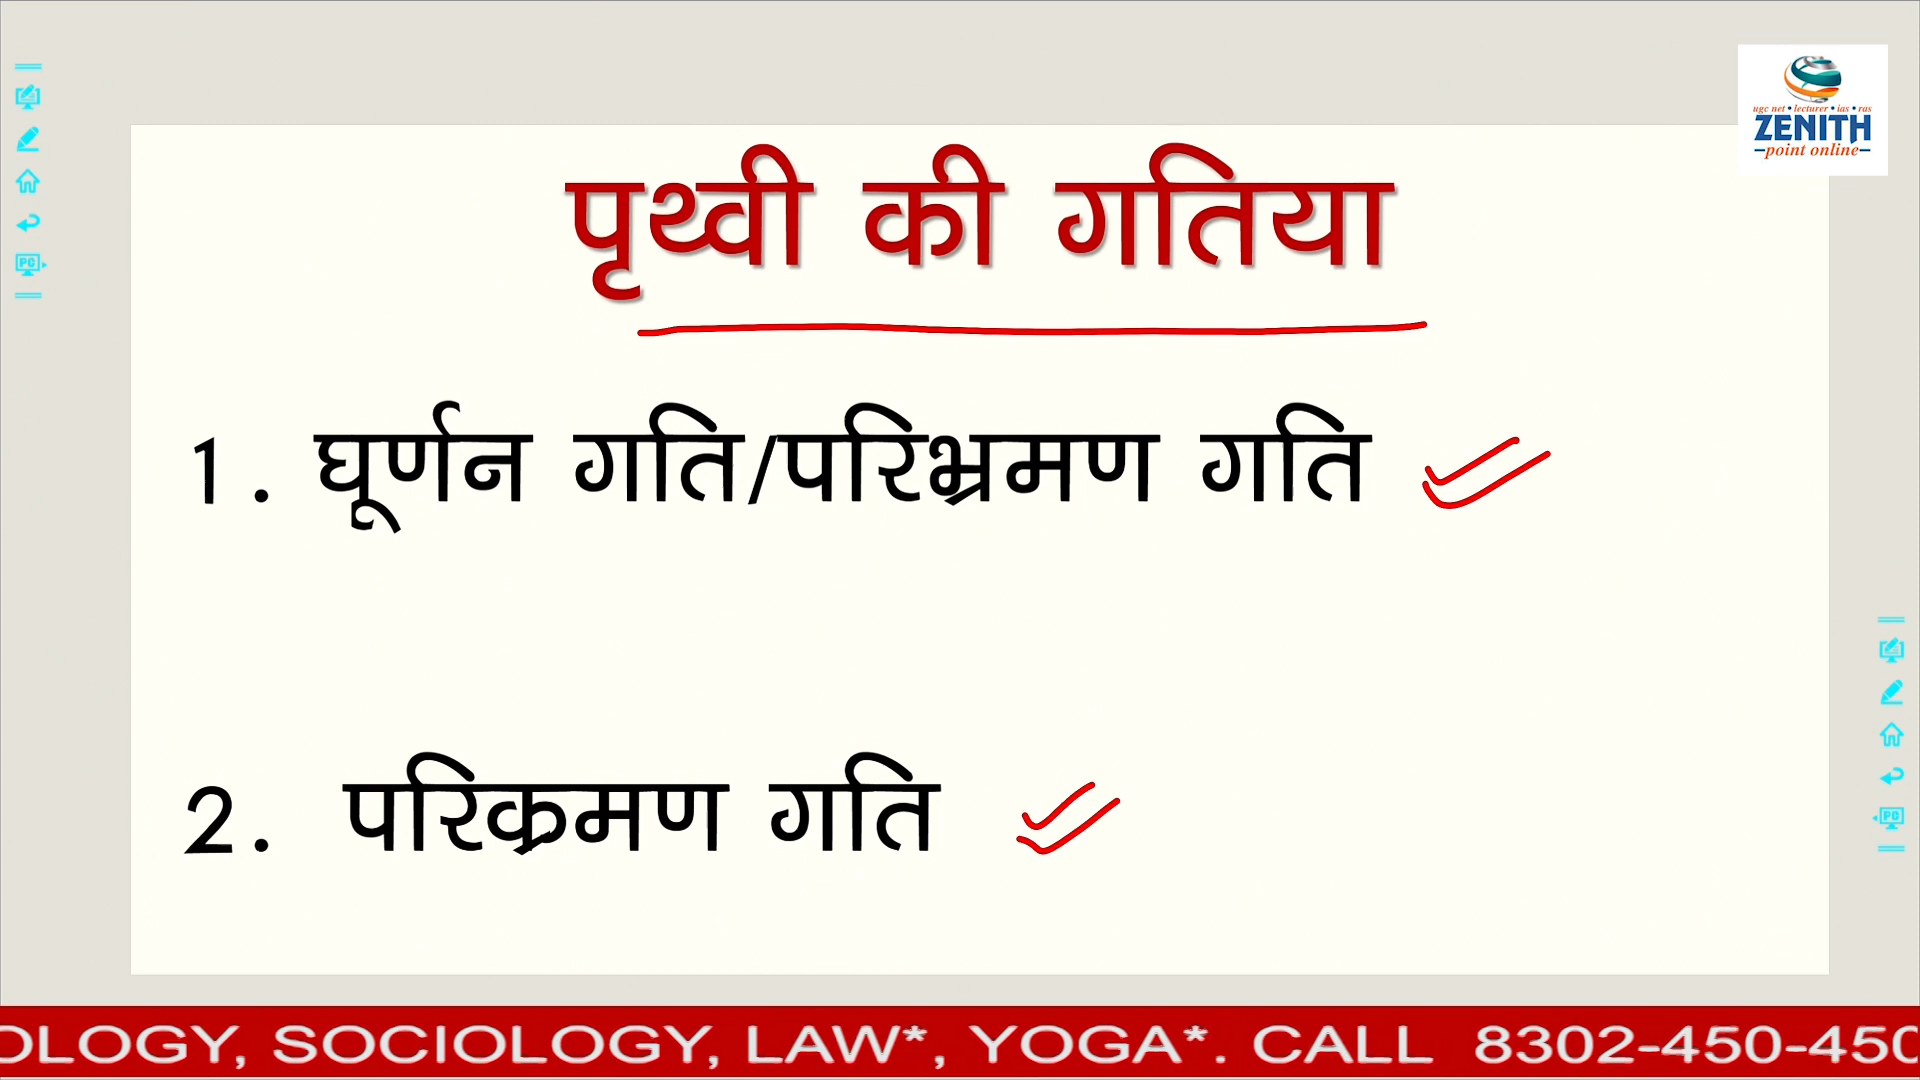 ugc net • lecturer • ias • ras
ZENITH
point online
पृथ्वी की गतिया
1. घूर्णन गति/परिभ्रमण गति
2. परिक्रमण गति
OLOGY, SOCIOLOGY, LAW*, YOGA*. CALL 8302-450-450